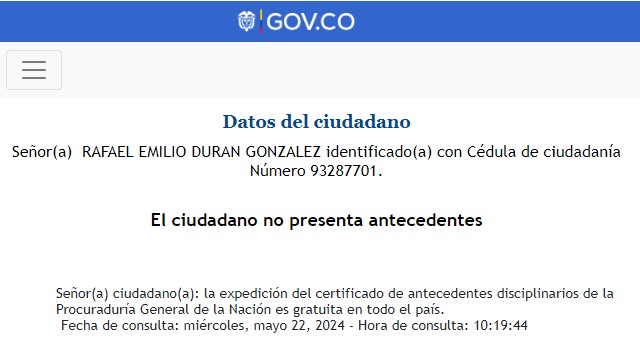 GOV.CO
Datos del ciudadano
Señor(a) RAFAEL EMILIO DURAN GONZALEZ identificado(a) con Cédula de ciudadanía
Número 93287701.
El ciudadano no presenta antecedentes
Señor(a) ciudadano(a): la expedición del certificado de antecedentes disciplinarios de la
Procuraduría General de la Nación es gratuita en todo el país.
Fecha de consulta: miércoles, mayo 22, 2024 - Hora de consulta: 10:19:44